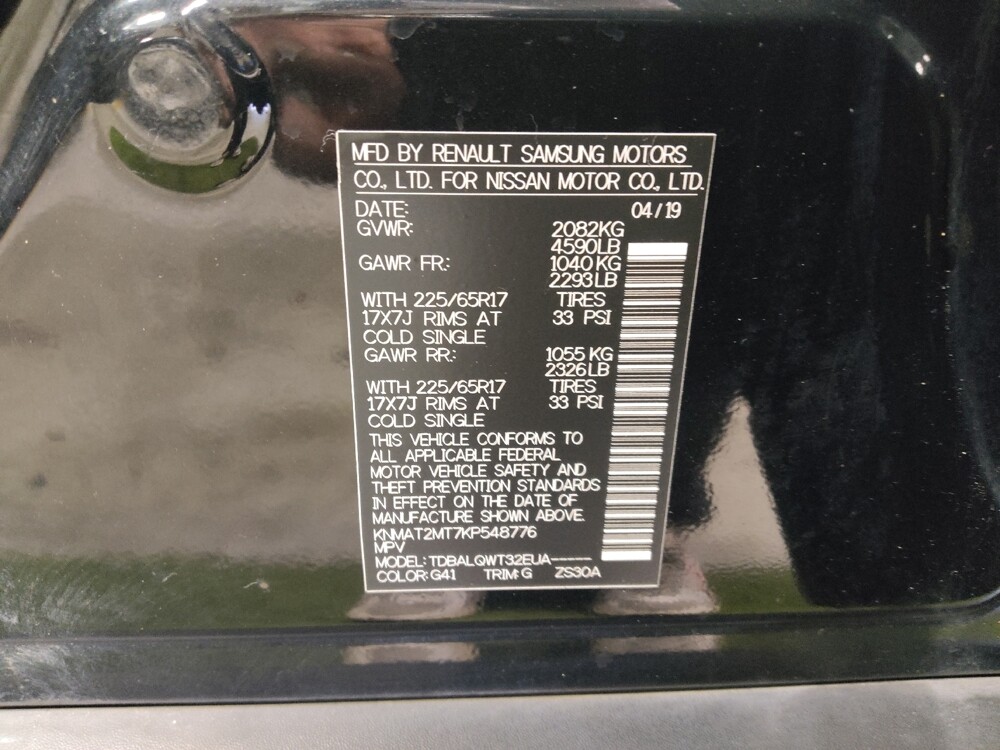 MFD BY RENAULT SAMSUNG MOTORS
CO., LTD. FOR NISSAN MOTOR CO., LTD.
DATE: 04/19
GVWR: 2082KG
4590LB
GAWR FR.: 1040 KG
2293LB
WITH 225/65R17 TIRES
17X7J RIMS AT 33 PSI
COLD SINGLE
GAWR RR.: 1055 KG
2326LB
WITH 225/65R17 TIRES
17X7J RIMS AT 33 PSI
COLD SINGLE
THIS VEHICLE CONFORMS TO
ALL APPLICABLE FEDERAL
MOTOR VEHICLE SAFETY AND
THEFT PREVENTION STANDARDS
IN EFFECT ON THE DATE OF
MANUFACTURE SHOWN ABOVE.
KNMAT2MT7KP548776
MPV
MODEL: TDBALQWT32EUA-----
COLOR: G41 TRIM: G ZS30A